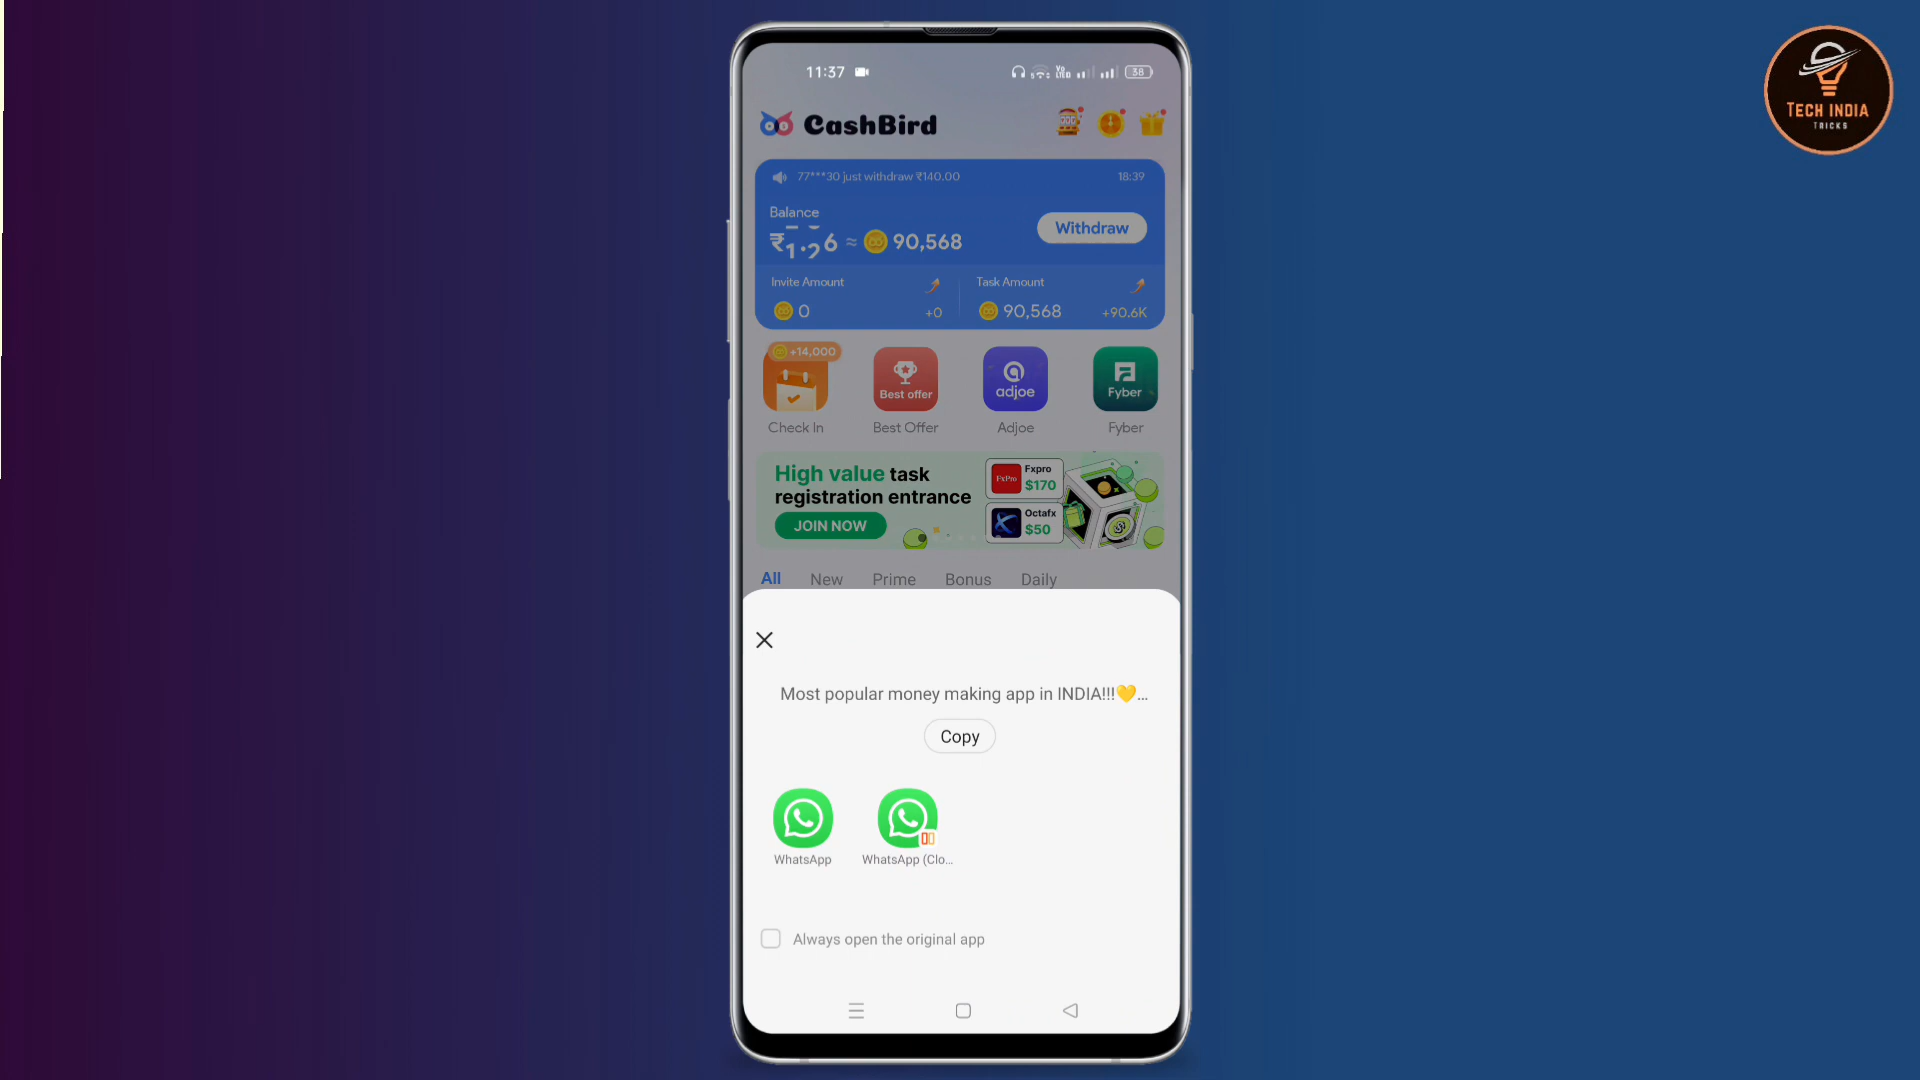 11:37
38
TECH INDIA
TRICKS
CashBird
77***30 just withdraw ₹140.00
18:39
Balance
≈ 90,568
Withdraw
Invite Amount
Task Amount
0
+0
90,568
+90.6K
+14,000
Best offer
adjoe
Fyber
Check In
Best Offer
Adjoe
Fyber
High value task
registration entrance
JOIN NOW
FxPro
Fxpro
$170
Octafx
$50
All
New
Prime
Bonus
Daily
Most popular money making app in INDIA!!!💛...
Copy
WhatsApp
WhatsApp (Clo...
Always open the original app